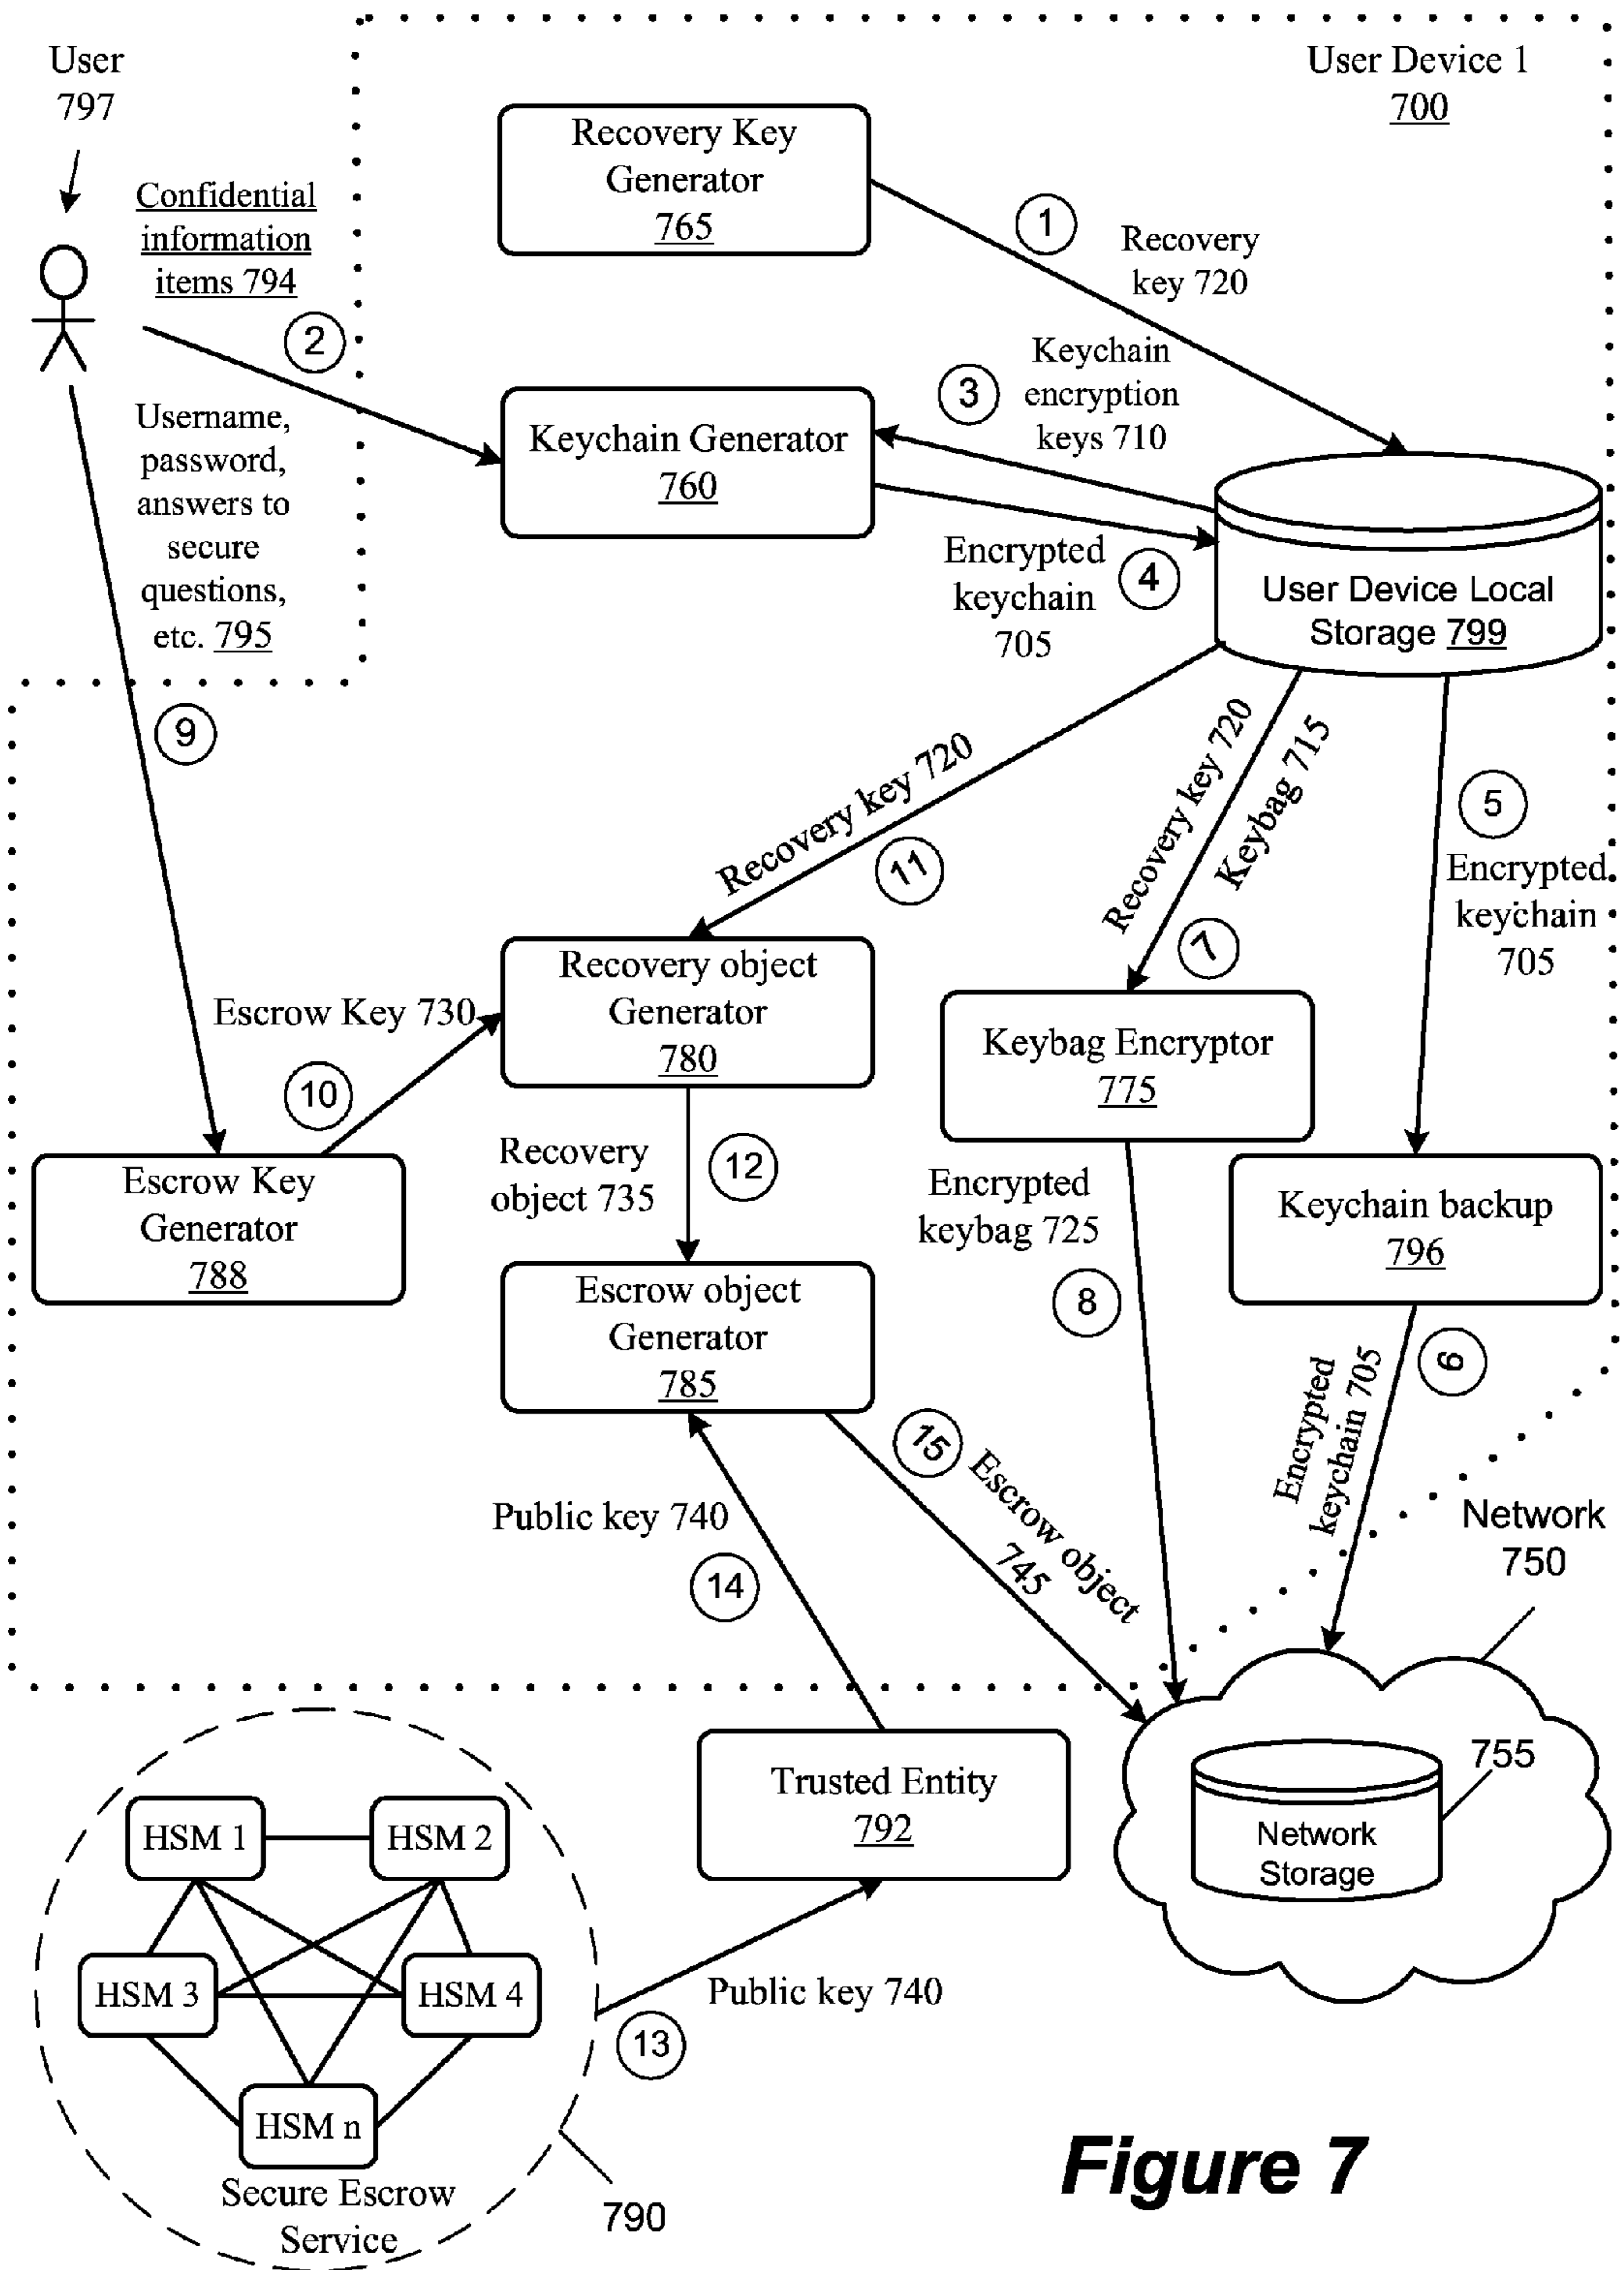 User
797
User Device 1
700
Recovery Key
Generator
765
Confidential
information
items 794
1
Recovery
key 720
2
Keychain
encryption
keys 710
3
Keychain Generator
760
Username,
password,
answers to
secure
questions,
etc. 795
Encrypted
keychain
705
4
User Device Local
Storage 799
9
Recovery key 720
11
Recovery key 720
Keybag 715
7
5
Encrypted
keychain
705
Recovery object
Generator
780
Escrow Key 730
10
Keybag Encryptor
775
Recovery
object 735
12
Escrow Key
Generator
788
Encrypted
keybag 725
8
Keychain backup
796
Escrow object
Generator
785
6
Encrypted
keychain 705
15
Escrow object
745
Public key 740
14
Network
750
Trusted Entity
792
755
Network
Storage
HSM 1
HSM 2
HSM 3
HSM 4
HSM n
Public key 740
13
Secure Escrow
Service
790
Figure 7